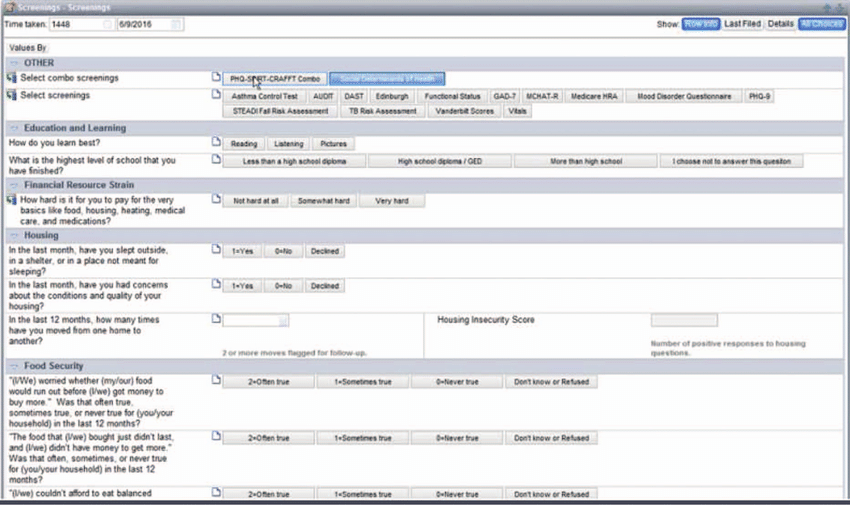 Screenings - Screenings
Time taken: 1448 6/9/2016 Show: Row Info Last Filed Details All Choices
Values By
OTHER
Select combo screenings PHQ-SBIRT-CRAFFT Combo Social Determinants of Health
Select screenings Asthma Control Test AUDIT DAST Edinburgh Functional Status GAD-7 MCHAT-R Medicare HRA Mood Disorder Questionnaire PHQ-9
STEADI Fall Risk Assessment TB Risk Assessment Vanderbilt Scores Vitals
Education and Learning
How do you learn best? Reading Listening Pictures
What is the highest level of school that you Less than a high school diploma High school diploma / GED More than high school I choose not to answer this quesiton
have finished?
Financial Resource Strain
How hard is it for you to pay for the very Not hard at all Somewhat hard Very hard
basics like food, housing, heating, medical
care, and medications?
Housing
In the last month, have you slept outside, 1=Yes 0=No Declined
in a shelter, or in a place not meant for
sleeping?
In the last month, have you had concerns 1=Yes 0=No Declined
about the conditions and quality of your
housing?
In the last 12 months, how many times Housing Insecurity Score
have you moved from one home to
another?
2 or more moves flagged for follow-up. Number of positive responses to housing
questions.
Food Security
"(I/We) worried whether (my/our) food 2=Often true 1=Sometimes true 0=Never true Don't know or Refused
would run out before (I/we) got money to
buy more." Was that often true,
sometimes true, or never true for (you/your
household) in the last 12 months?
"The food that (I/we) bought just didn't last, 2=Often true 1=Sometimes true 0=Never true Don't know or Refused
and (I/we) didn't have money to get more."
Was that often, sometimes, or never true
for (you/your household) in the last 12
months?
"(I/we) couldn't afford to eat balanced 2=Often true 1=Sometimes true 0=Never true Don't know or Refused